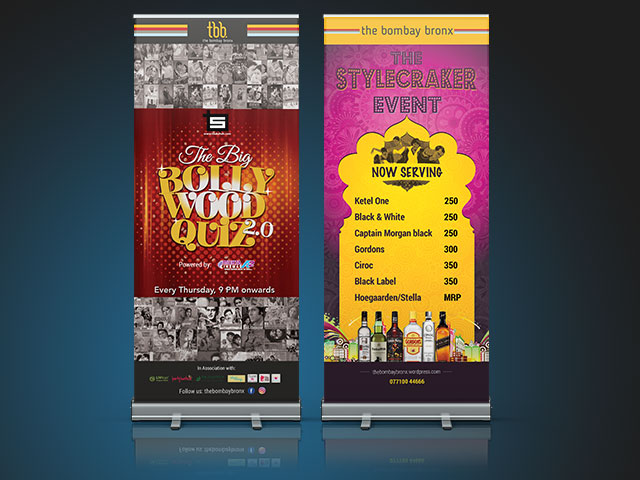 tbb.
the bombay bronx
S
The Big
BOLLY
WOOD
QUIZ 2.0
Powered by:
Every Thursday, 9 PM onwards
In Association with:
Follow us: thebombaybronx
the bombay bronx
THE
STYLECRAKER
EVENT
NOW SERVING
Ketel One 250
Black & White 250
Captain Morgan black 250
Gordons 300
Ciroc 350
Black Label 350
Hoegaarden/Stella MRP
thebombaybronx.wordpress.com
077100 44666